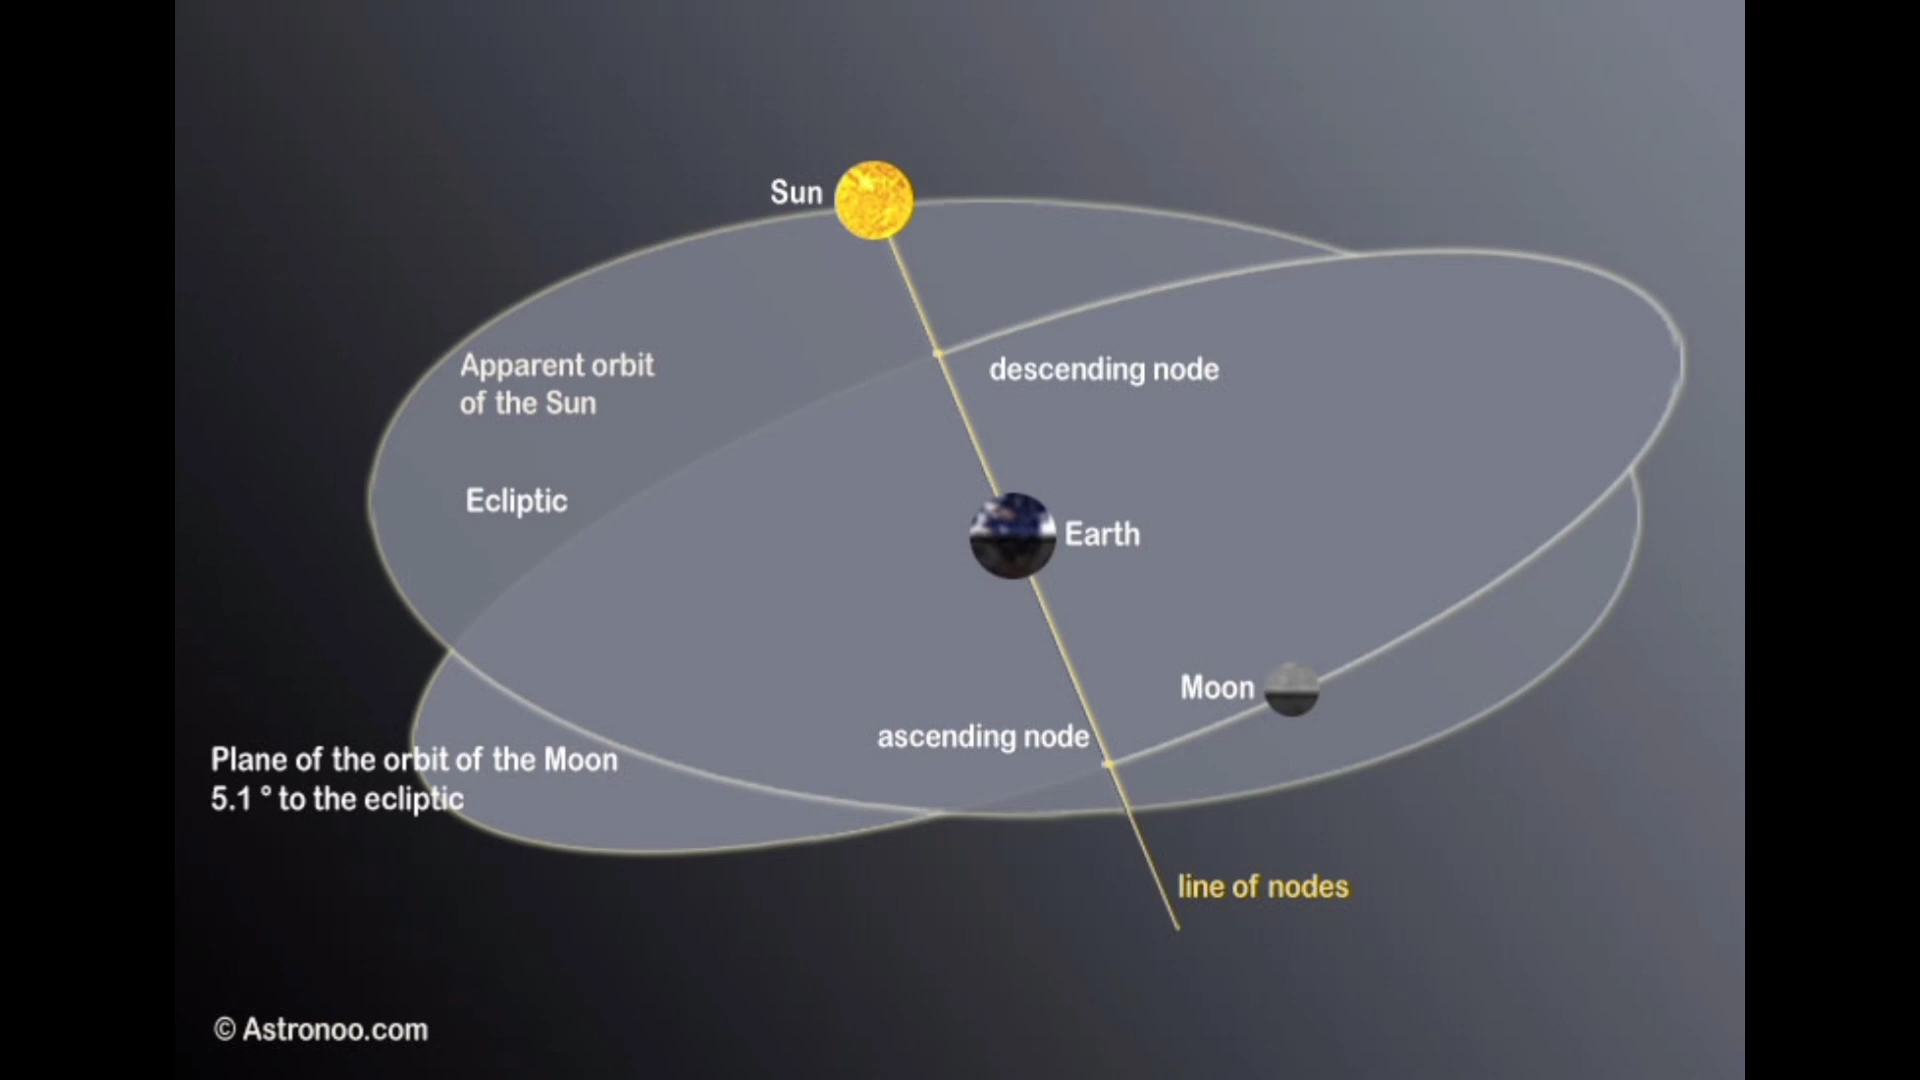 Sun
Apparent orbit
of the Sun
descending node
Ecliptic
Earth
Moon
ascending node
Plane of the orbit of the Moon
5.1 ° to the ecliptic
line of nodes
© Astronoo.com